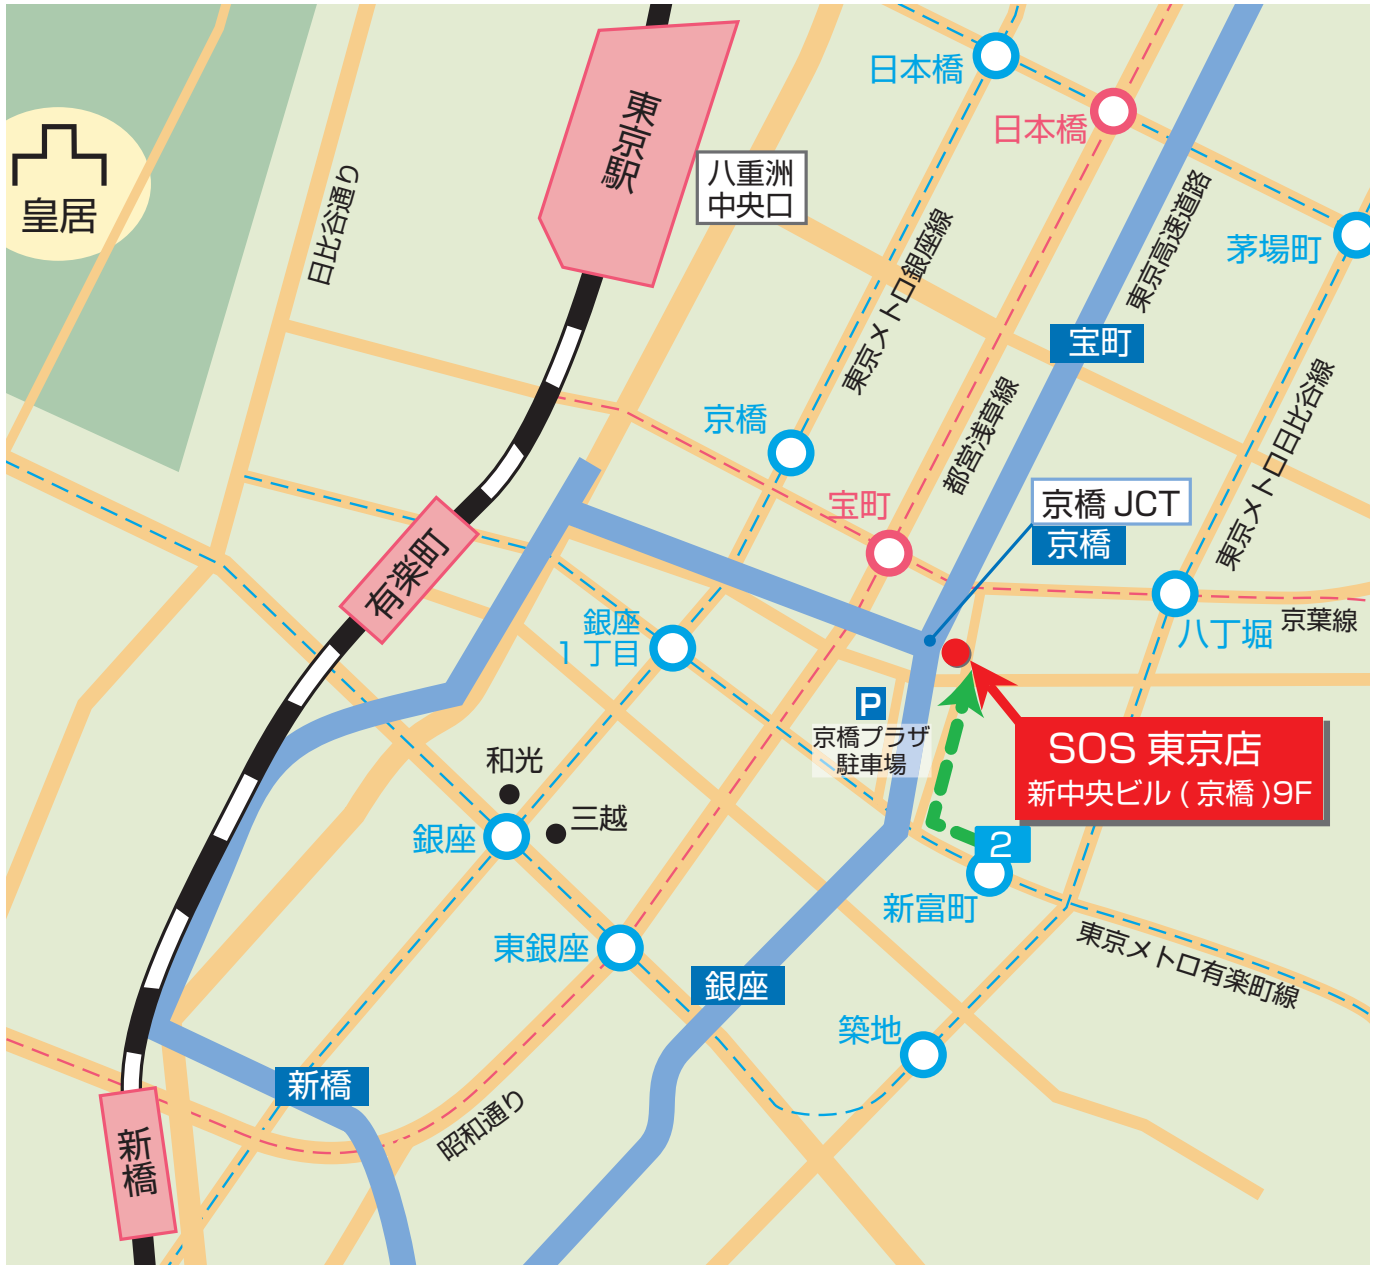 皇居
日比谷通り
東京駅
八重洲
中央口
日本橋
日本橋
茅場町
東京メトロ銀座線
東京高速道路
宝町
都営浅草線
東京メトロ日比谷線
京橋
宝町
京橋 JCT
京橋
有楽町
銀座
1 丁目
八丁堀
京葉線
P
京橋プラザ
駐車場
SOS 東京店
新中央ビル ( 京橋 )9F
和光
三越
銀座
2
新富町
東銀座
銀座
東京メトロ有楽町線
築地
新橋
昭和通り
新橋